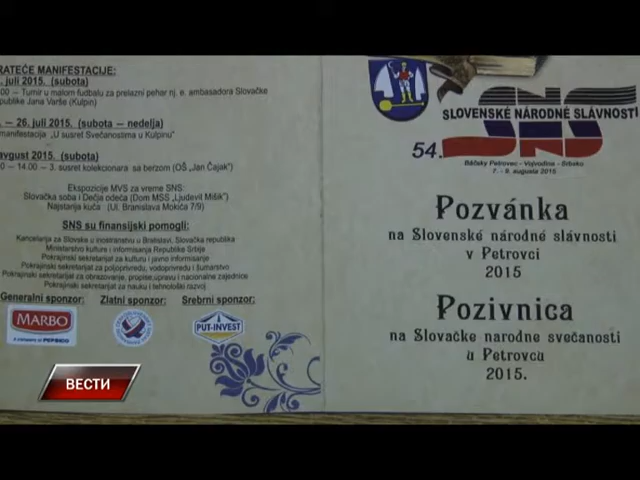 RATEĆE MANIFESTACIJE:
juli 2015. (subota)
00 – Turnir u malom fudbalu za prelazni pehar nj. e. ambasadora Slovačke
publike Jana Varše (Kulpin)
– 26. juli 2015. (subota – nedelja)
manifestacija „U susret Svečanostima u Kulpinu"
avgust 2015. (subota)
0 – 14.00 – 3. susret kolekcionara sa berzom (OŠ „Jan Čajak")
Ekspozicije MVS za vreme SNS:
Slovačka soba i Dečja odeća (Dom MSS „Ljudevit Mišik")
Najstarija kuća (Ul. Branislava Mokića 7/9)
SNS su finansijski pomogli:
Kancelarija za Slovake u inostranstvu u Bratislavi, Slovačka republika
Ministarstvo kulture i informisanja Republike Srbije
Pokrajinski sekretarijat za kulturu i javno informisanje
Pokrajinski sekretarijat za poljoprivredu, vodoprivredu i šumarstvo
Pokrajinski sekretarijat za obrazovanje, propise, upravu i nacionalne zajednice
Pokrajinski sekretarijat za nauku i tehnološki razvoj
Generalni sponzor: Zlatni sponzor: Srebrni sponzor:
MARBO
PEPSICO
PUT-INVEST
ВЕСТИ
SNS
SLOVENSKÉ NÁRODNÉ SLÁVNOSTI
54.
Báčsky Petrovec - Vojvodina - Srbsko
7. - 9. augusta 2015
Pozvánka
na Slovenské národné slávnosti
v Petrovci
2015
Pozivnica
na Slovačke narodne svečanosti
u Petrovcu
2015.